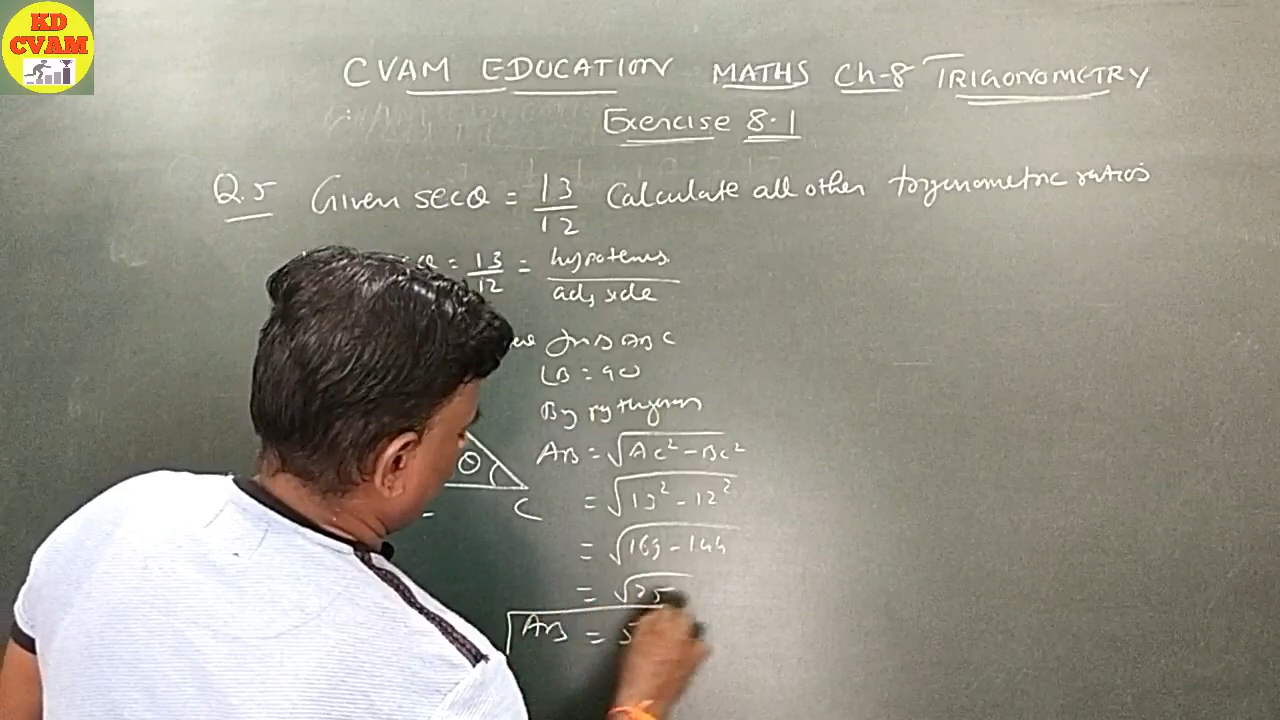 KD
CVAM
CVAM EDUCATION MATHS Ch-8 TRIGONOMETRY
Exercise 8.1
Q.5 Given secθ = 13/12 Calculate all other trigonometric ratios
= 13/12 = hypotenus / adj side
In Δ ABC
∠B = 90
By
AB = √AC² - BC²
= √13² - 12²
θ
C
= √169 - 144
= √25
AB = 5